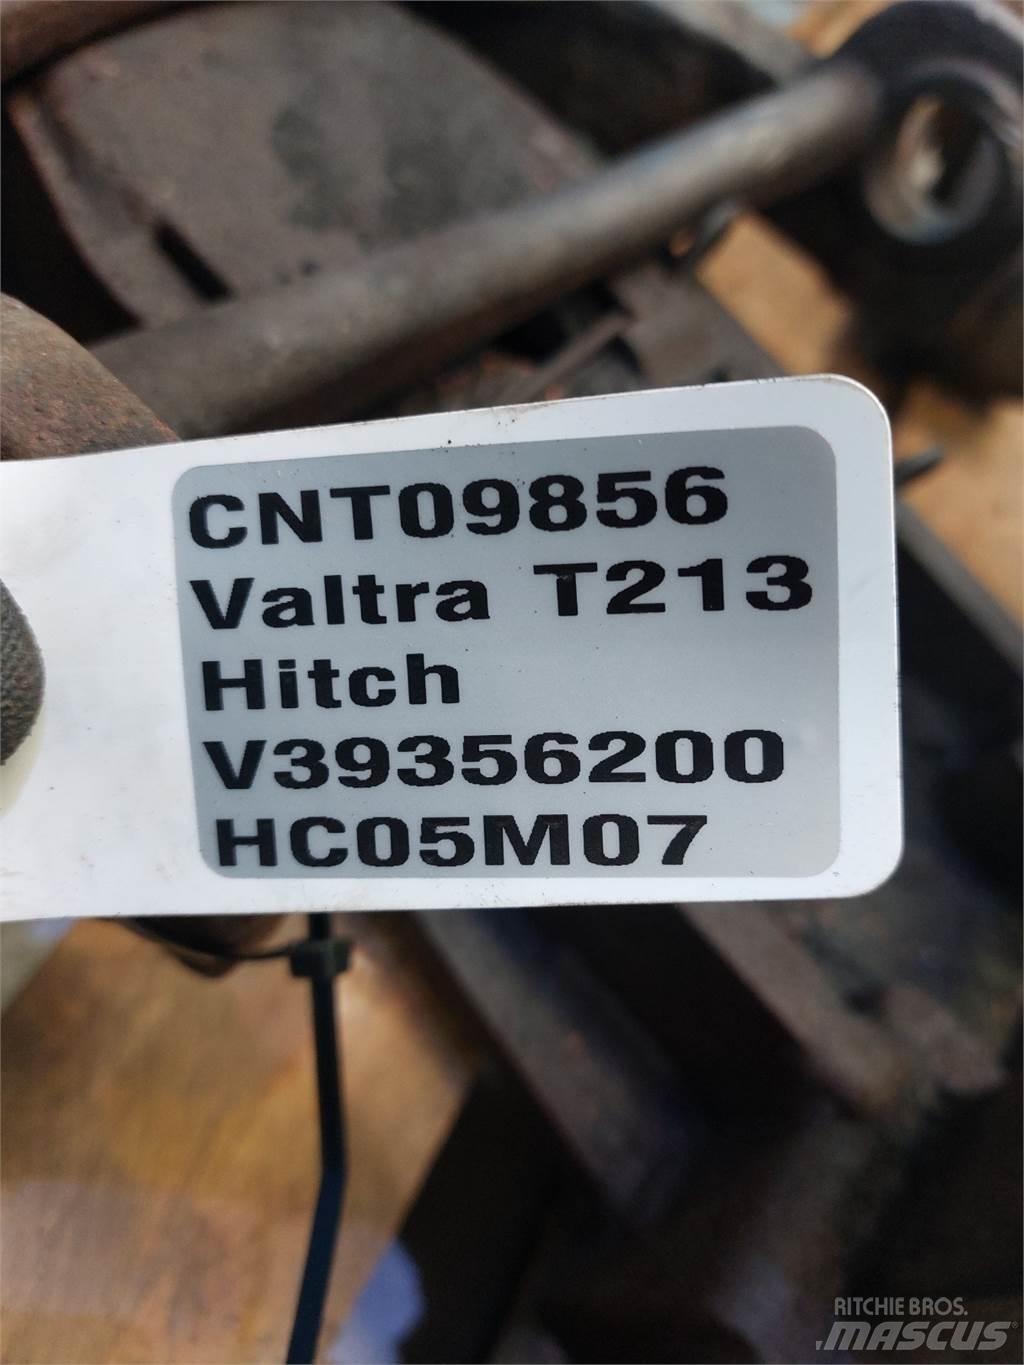 CNT09856
Valtra T213
Hitch
V39356200
HC05M07
RITCHIE BROS.
MASCUS